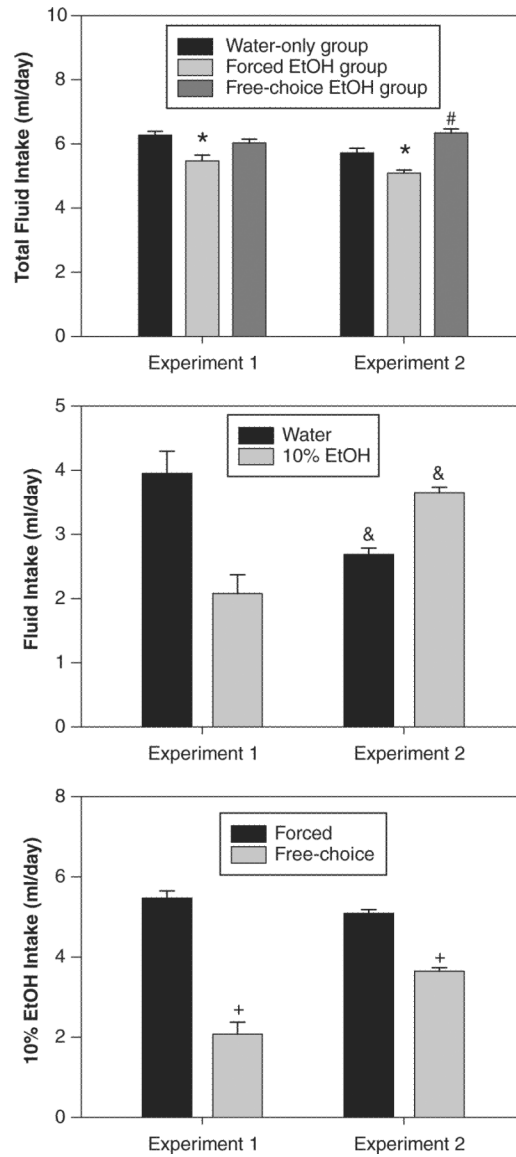 Total Fluid Intake (ml/day)
10
8
6
4
2
0
Water-only group
Forced EtOH group
Free-choice EtOH group
*
*
#
Experiment 1
Experiment 2
Fluid Intake (ml/day)
5
4
3
2
1
0
Water
10% EtOH
&
&
Experiment 1
Experiment 2
10% EtOH Intake (ml/day)
8
6
4
2
0
Forced
Free-choice
+
+
Experiment 1
Experiment 2